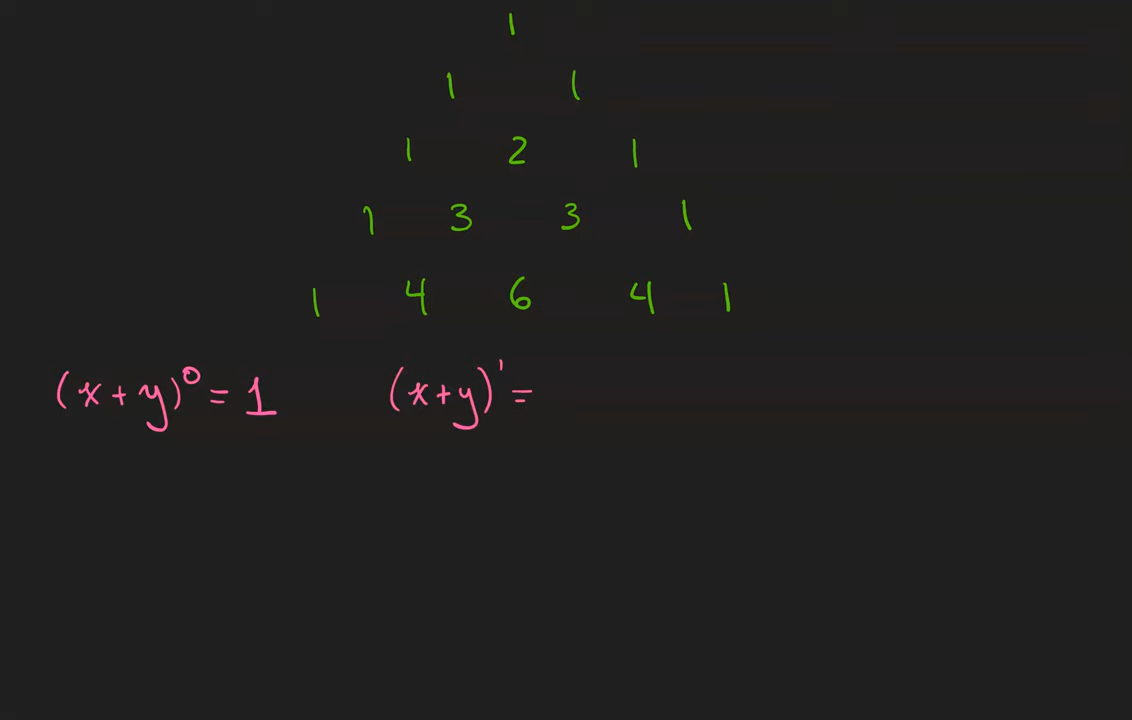 1
1 1
1 2 1
1 3 3 1
1 4 6 4 1
(x+y)⁰ = 1 (x+y)¹ =